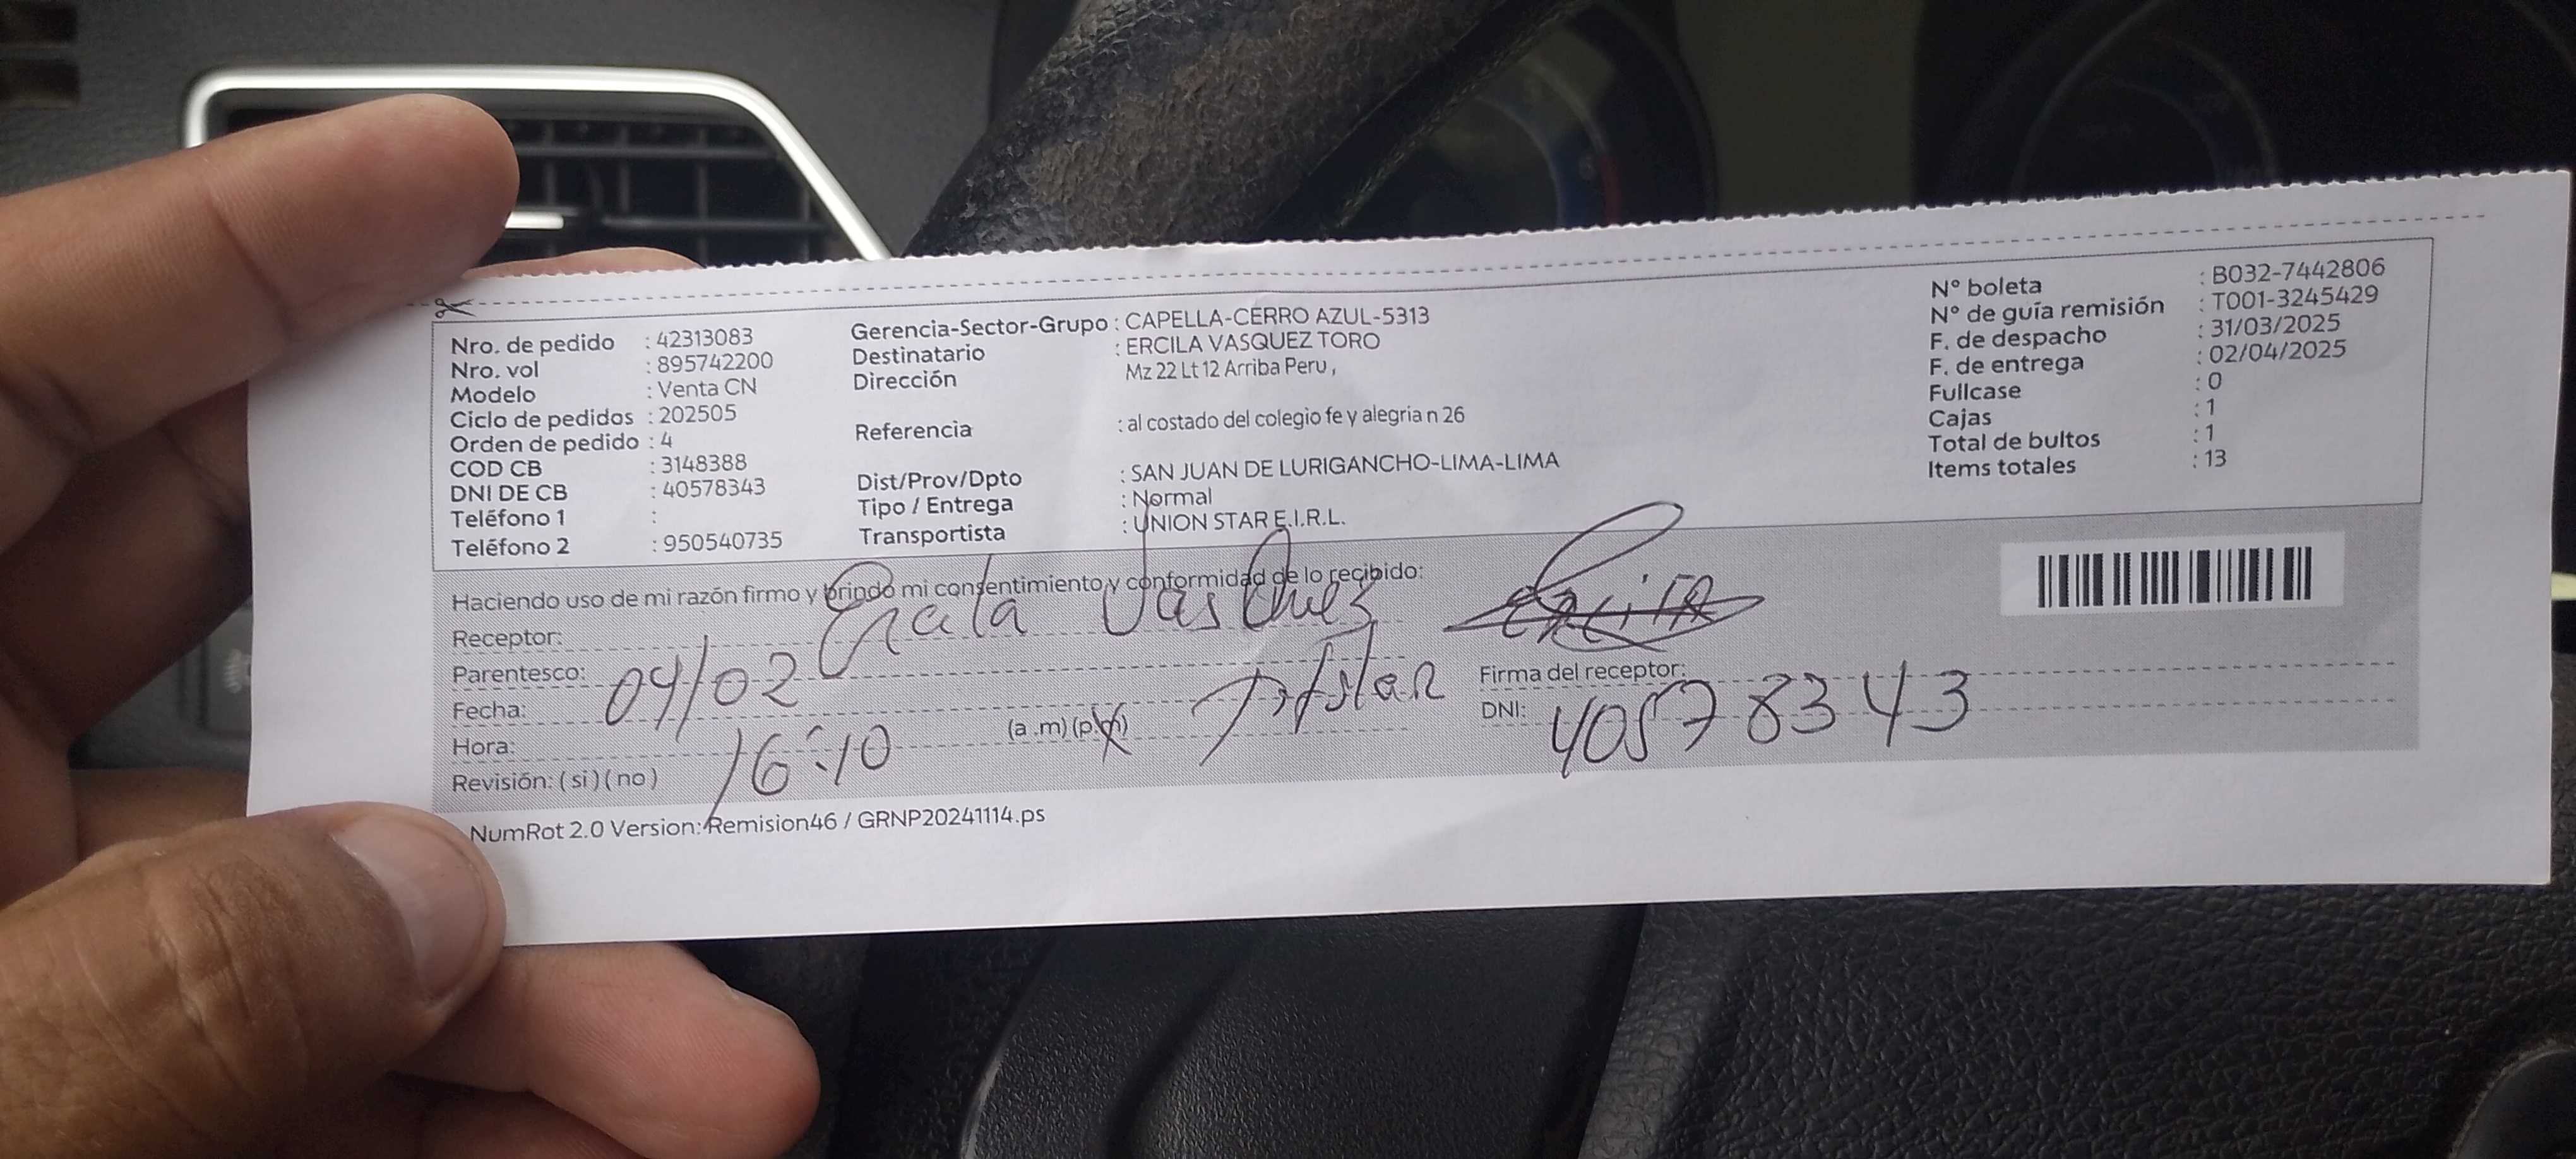 Nro. de pedido : 42313083
Nro. vol : 895742200
Modelo : Venta CN
Ciclo de pedidos : 202505
Orden de pedido : 4
COD CB : 3148388
DNI DE CB : 40578343
Teléfono 1 :
Teléfono 2 : 950540735
Gerencia-Sector-Grupo : CAPELLA-CERRO AZUL-5313
Destinatario : ERCILA VASQUEZ TORO
Dirección Mz 22 Lt 12 Arriba Peru ,
Referencia : al costado del colegio fe y alegria n 26
Dist/Prov/Dpto : SAN JUAN DE LURIGANCHO-LIMA-LIMA
Tipo / Entrega : Normal
Transportista : UNION STAR E.I.R.L.
N° boleta : B032-7442806
N° de guía remisión : T001-3245429
F. de despacho : 31/03/2025
F. de entrega : 02/04/2025
Fullcase : 0
Cajas : 1
Total de bultos : 1
Items totales : 13
Haciendo uso de mi razón firmo y brindo mi consentimiento y conformidad de lo recibido:
Receptor:
Parentesco:
Fecha: 04/02
Hora: 16:10 (a .m) (p.m)
Revisión: ( si ) ( no )
Firma del receptor:
DNI: 40578343
NumRot 2.0 Version: Remision46 / GRNP20241114.ps